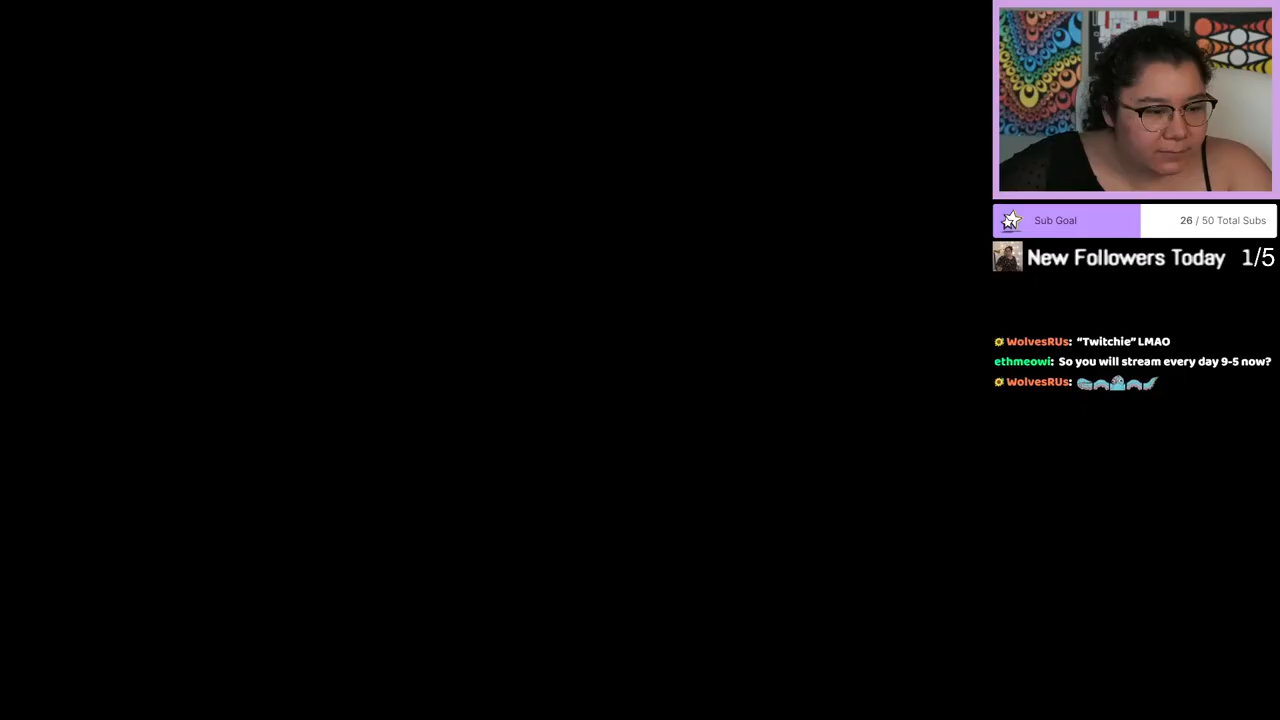 Sub Goal 26 / 50 Total Subs
New Followers Today 1/5
WolvesRUs: “Twitchie” LMAO
ethmeowi: So you will stream every day 9-5 now?
WolvesRUs: